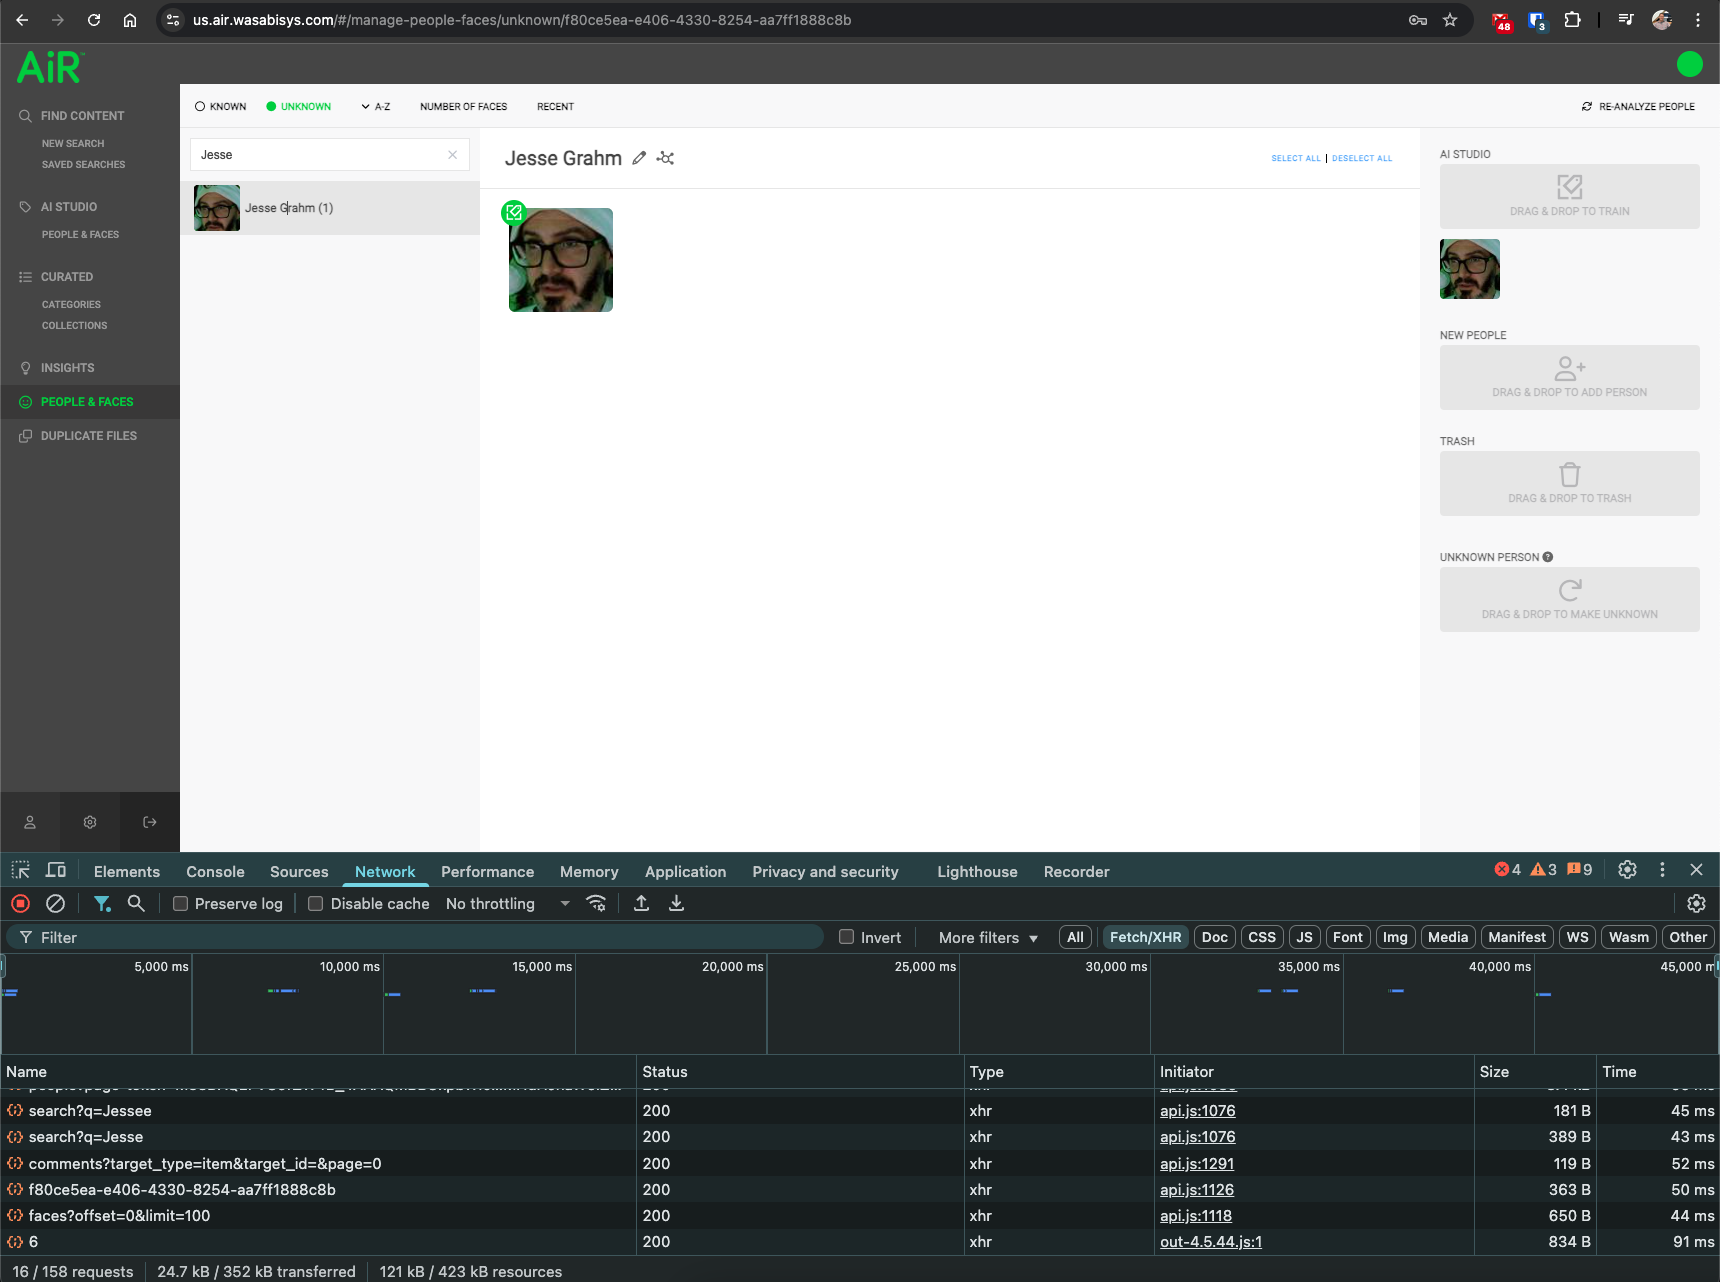 us.air.wasabisys.com/#/manage-people-faces/unknown/f80ce5ea-e406-4330-8254-aa7ff1888c8b
48
3
AiR
KNOWN UNKNOWN A-Z NUMBER OF FACES RECENT RE-ANALYZE PEOPLE
FIND CONTENT
NEW SEARCH
SAVED SEARCHES
AI STUDIO
PEOPLE & FACES
CURATED
CATEGORIES
COLLECTIONS
INSIGHTS
PEOPLE & FACES
DUPLICATE FILES
Jesse
Jesse Grahm (1)
Jesse Grahm
SELECT ALL | DESELECT ALL
AI STUDIO
DRAG & DROP TO TRAIN
NEW PEOPLE
DRAG & DROP TO ADD PERSON
TRASH
DRAG & DROP TO TRASH
UNKNOWN PERSON
DRAG & DROP TO MAKE UNKNOWN
Elements Console Sources Network Performance Memory Application Privacy and security Lighthouse Recorder 4 3 9
Preserve log Disable cache No throttling
Filter Invert More filters All Fetch/XHR Doc CSS JS Font Img Media Manifest WS Wasm Other
5,000 ms 10,000 ms 15,000 ms 20,000 ms 25,000 ms 30,000 ms 35,000 ms 40,000 ms 45,000
Name Status Type Initiator Size Time
search?q=Jessee 200 xhr api.js:1076 181 B 45 ms
search?q=Jesse 200 xhr api.js:1076 389 B 43 ms
comments?target_type=item&target_id=&page=0 200 xhr api.js:1291 119 B 52 ms
f80ce5ea-e406-4330-8254-aa7ff1888c8b 200 xhr api.js:1126 363 B 50 ms
faces?offset=0&limit=100 200 xhr api.js:1118 650 B 44 ms
6 200 xhr out-4.5.44.js:1 834 B 91 ms
16 / 158 requests 24.7 kB / 352 kB transferred 121 kB / 423 kB resources